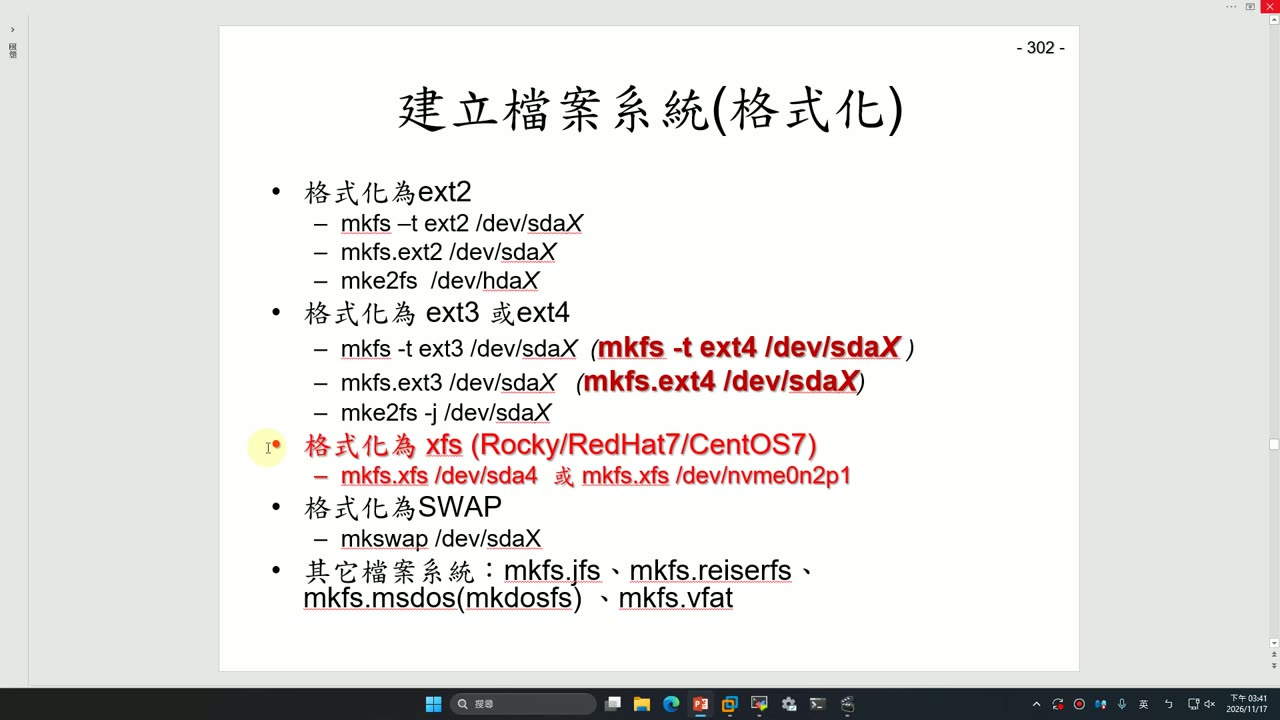 - 302 -
建立檔案系統(格式化)
• 格式化為ext2
– mkfs –t ext2 /dev/sdaX
– mkfs.ext2 /dev/sdaX
– mke2fs /dev/hdaX
• 格式化為 ext3 或ext4
– mkfs -t ext3 /dev/sdaX (mkfs -t ext4 /dev/sdaX )
– mkfs.ext3 /dev/sdaX (mkfs.ext4 /dev/sdaX)
– mke2fs -j /dev/sdaX
• 格式化為 xfs (Rocky/RedHat7/CentOS7)
– mkfs.xfs /dev/sda4 或 mkfs.xfs /dev/nvme0n2p1
• 格式化為SWAP
– mkswap /dev/sdaX
• 其它檔案系統：mkfs.jfs、mkfs.reiserfs、
mkfs.msdos(mkdosfs) 、mkfs.vfat
搜尋
英
ㄅ
下午 03:41
2026/11/17